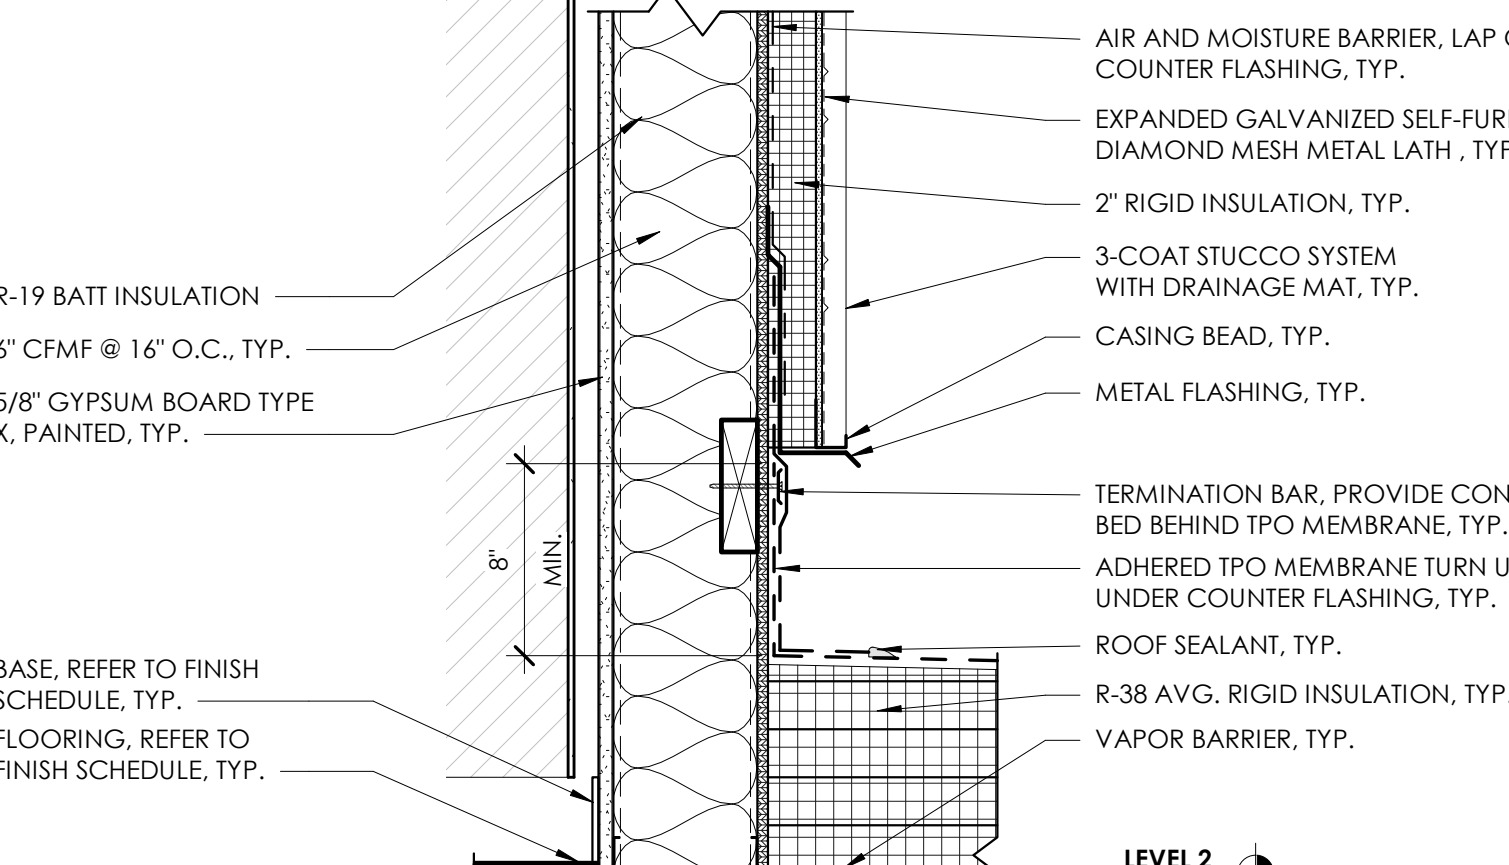 R-19 BATT INSULATION
6" CFMF @ 16" O.C., TYP.
5/8" GYPSUM BOARD TYPE
X, PAINTED, TYP.
8"
MIN.
BASE, REFER TO FINISH
SCHEDULE, TYP.
FLOORING, REFER TO
FINISH SCHEDULE, TYP.
AIR AND MOISTURE BARRIER, LAP
COUNTER FLASHING, TYP.
EXPANDED GALVANIZED
DIAMOND MESH METAL LATH , TYP
2" RIGID INSULATION, TYP.
3-COAT STUCCO SYSTEM
WITH DRAINAGE MAT, TYP.
CASING BEAD, TYP.
METAL FLASHING, TYP.
TERMINATION BAR, PROVIDE
BED BEHIND TPO MEMBRANE, TYP.
ADHERED TPO MEMBRANE TURN
UNDER COUNTER FLASHING, TYP.
ROOF SEALANT, TYP.
R-38 AVG. RIGID INSULATION, TYP.
VAPOR BARRIER, TYP.
LEVEL 2